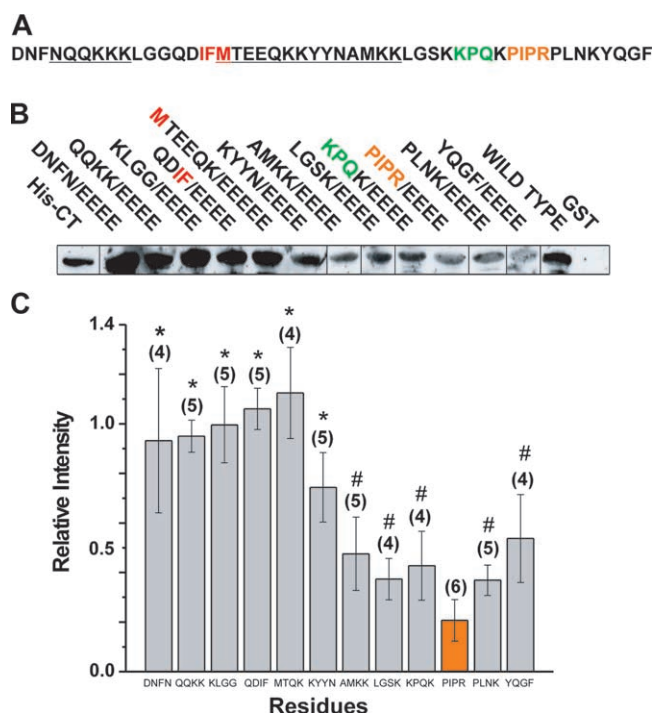 A
DNFNQQKKKLGGQDIFMTEEQKKYYNAMKKLGSKKPQKPIPRPLNKYQGF
B
His-CT
DNFN/EEEE
QQKK/EEEE
KLGG/EEEE
QDIF/EEEE
MTEEQK/EEEEE
KYYN/EEEE
AMKK/EEEE
LGSK/EEEE
KPQK/EEEE
PIPR/EEEE
PLNK/EEEE
YQGF/EEEE
WILD TYPE
GST
C
Relative Intensity
1.4
1.0
0.5
0.0
* (4)
* (5)
* (5)
* (5)
* (4)
* (5)
# (5)
# (4)
# (4)
(6)
# (5)
# (4)
DNFN QQKK KLGG QDIF MTQK KYYN AMKK LGSK KPQK PIPR PLNK YQGF
Residues